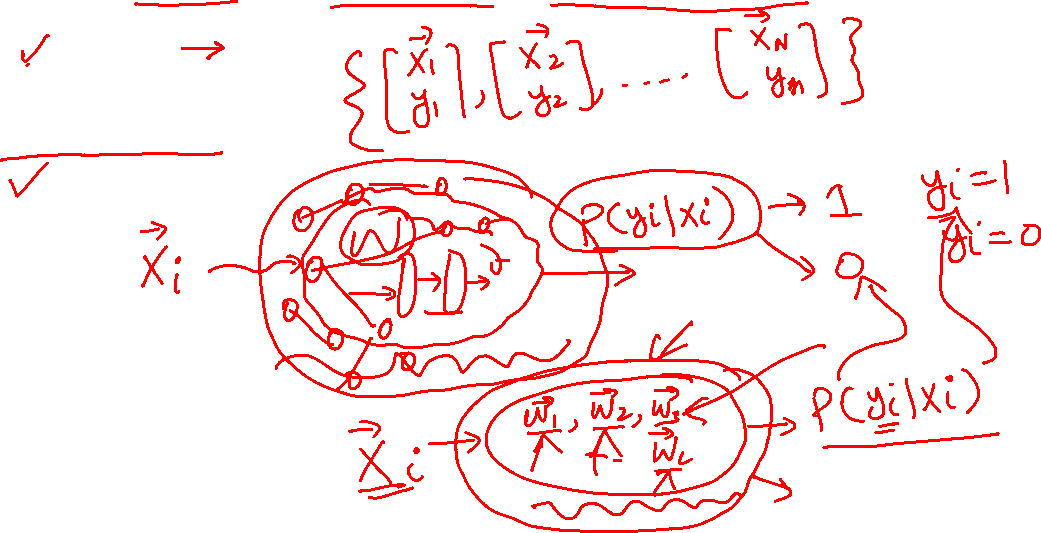 {[x⃗1 y1], [x⃗2 y2], ..... [x⃗N yn]}
P(yi|xi) → 1 yi=1
W yi=0
x⃗i 0
w⃗1, w⃗2, w⃗3 P(yi|xi)
x⃗i w⃗L